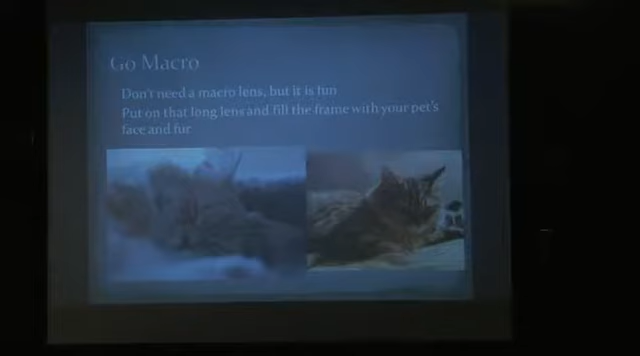 Go Macro
Don't need a macro lens, but it is fun
Put on that long lens and fill the frame with your pet's
face and fur